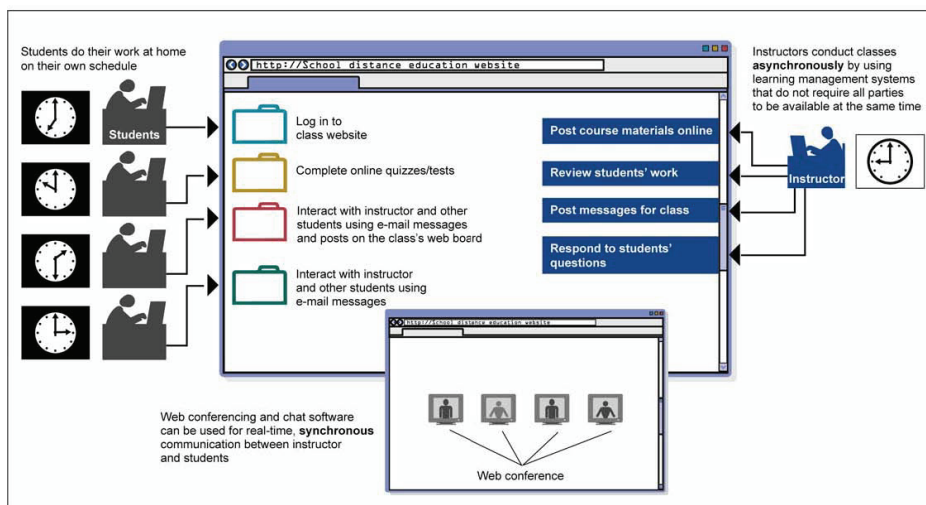 Students do their work at home
on their own schedule
Students
http://School distance education website
Log in to
class website
Complete online quizzes/tests
Interact with instructor and other
students using e-mail messages
and posts on the class's web board
Interact with instructor
and other students using
e-mail messages
Post course materials online
Review students' work
Post messages for class
Respond to students'
questions
Instructors conduct classes
asynchronously by using
learning management systems
that do not require all parties
to be available at the same time
Instructor
http://School distance education website
Web conference
Web conferencing and chat software
can be used for real-time, synchronous
communication between instructor
and students